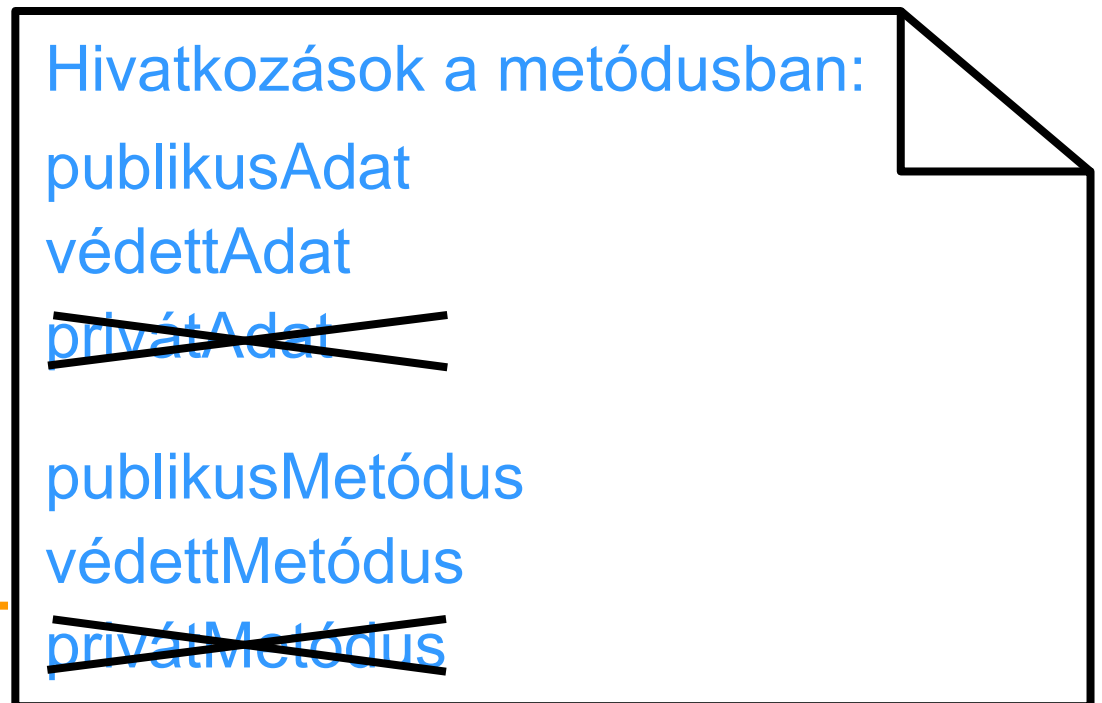 Hivatkozások a metódusban:
publikusAdat
védettAdat
privátAdat
publikusMetódus
védettMetódus
privátMetódus